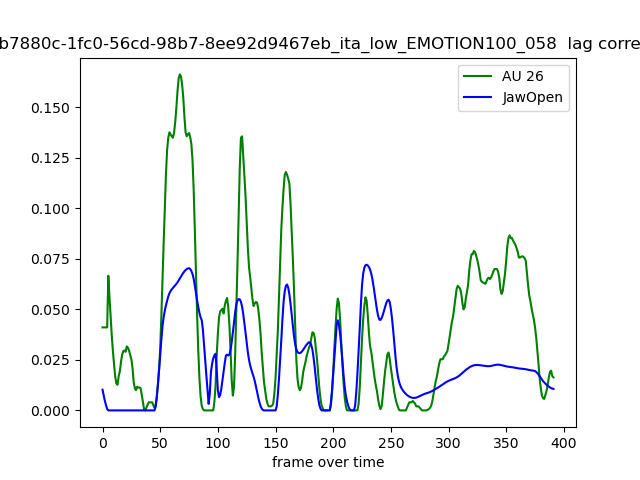 b7880c-1fc0-56cd-98b7-8ee92d9467eb_ita_low_EMOTION100_058 lag corre
AU 26
JawOpen
0.150
0.125
0.100
0.075
0.050
0.025
0.000
0 50 100 150 200 250 300 350 400
frame over time